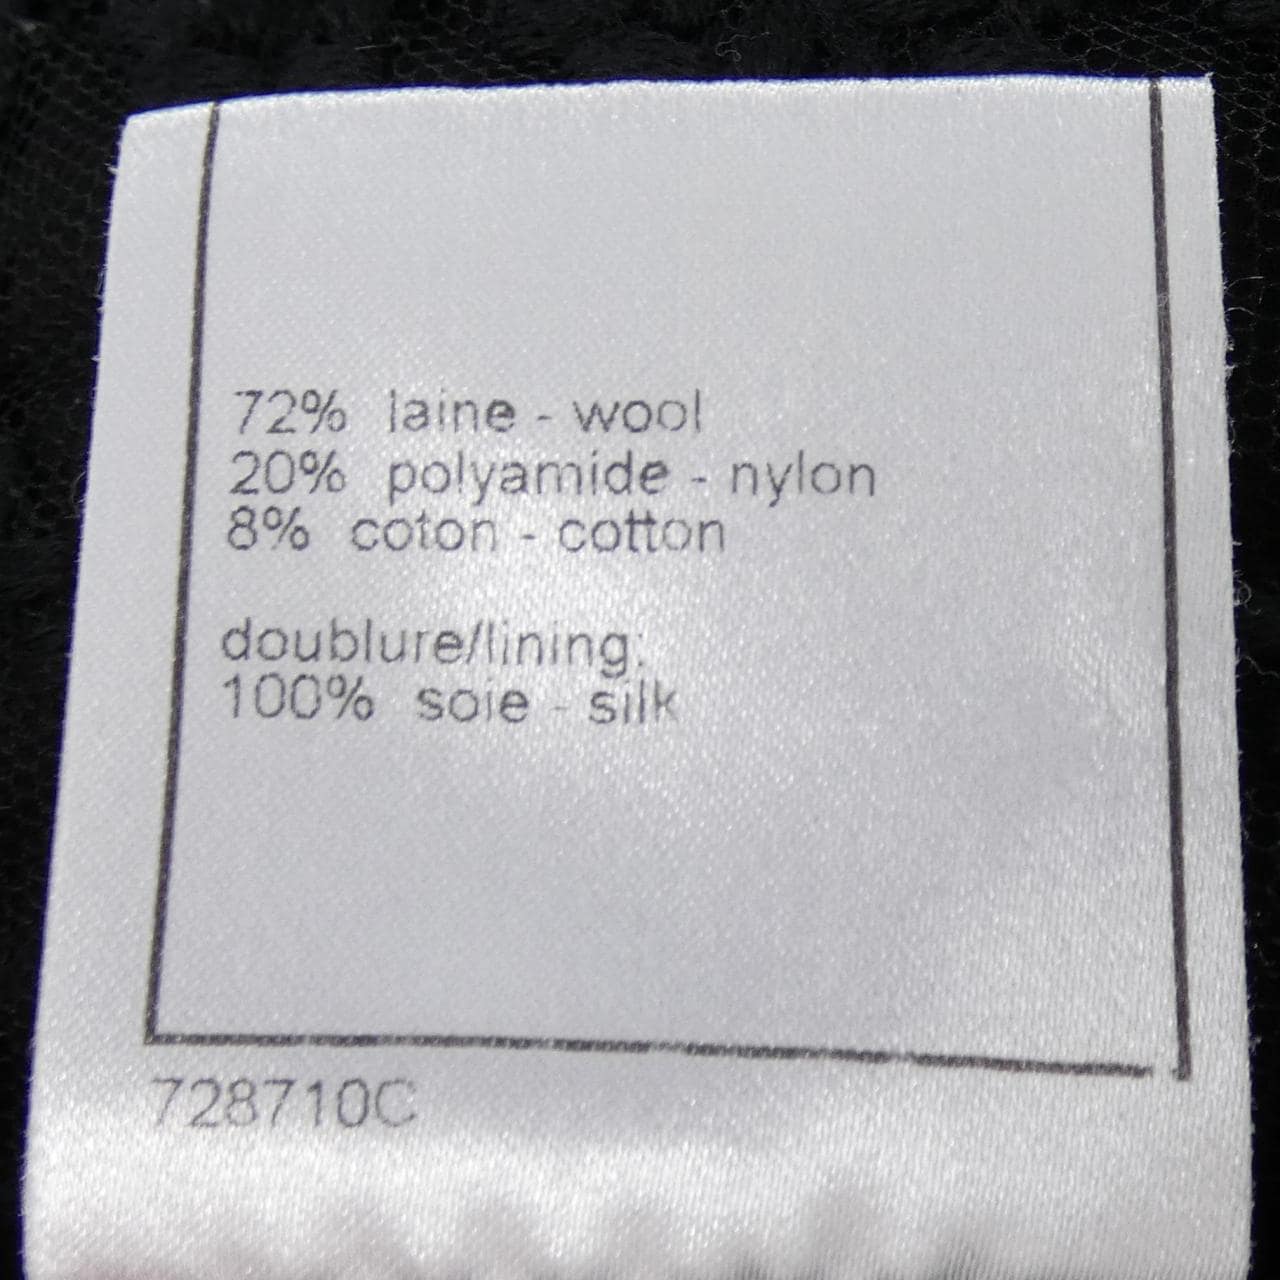 72% laine - wool
20% polyamide - nylon
8% coton - cotton
doublure/lining:
100% soie - silk
728710C